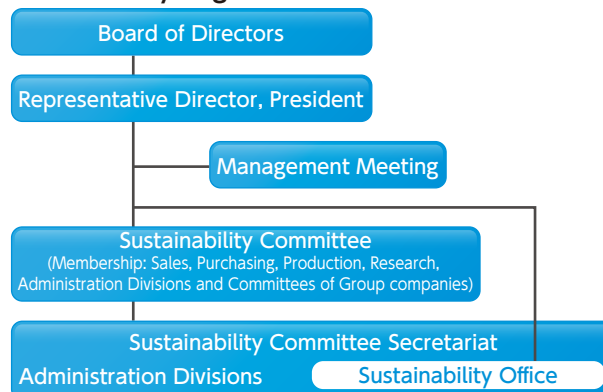 Board of Directors
Representative Director, President
Management Meeting
Sustainability Committee
(Membership: Sales, Purchasing, Production, Research,
Administration Divisions and Committees of Group companies)
Sustainability Committee Secretariat
Administration Divisions
Sustainability Office